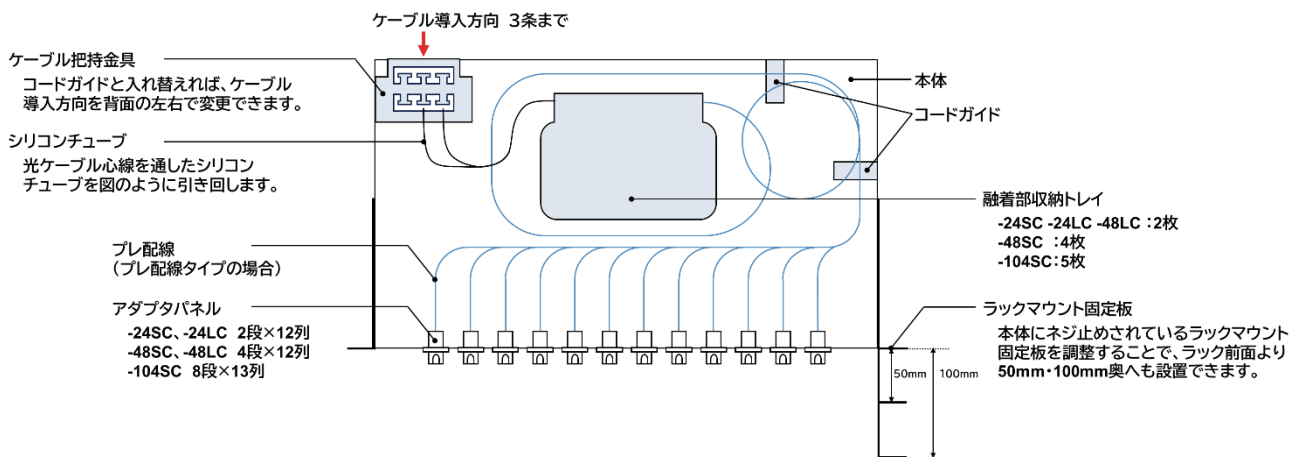 ケーブル導入方向 3条まで
ケーブル把持金具
コードガイドと入れ替えれば、ケーブル
導入方向を背面の左右で変更できます。
シリコンチューブ
光ケーブル心線を通したシリコン
チューブを図のように引き回します。
プレ配線
(プレ配線タイプの場合)
アダプタパネル
-24SC、-24LC 2段×12列
-48SC、-48LC 4段×12列
-104SC 8段×13列
本体
コードガイド
融着部収納トレイ
-24SC -24LC -48LC :2枚
-48SC :4枚
-104SC:5枚
ラックマウント固定板
本体にネジ止めされているラックマウント
固定板を調整することで、ラック前面より
50mm・100mm奥へも設置できます。
50mm
100mm